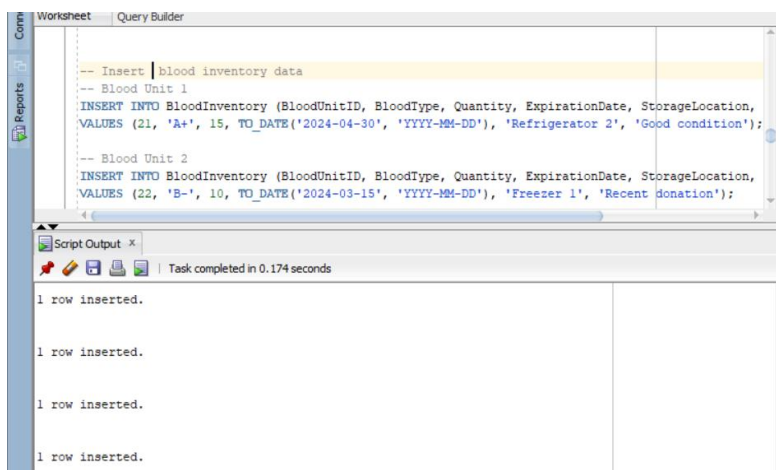 Conn
Reports
Worksheet Query Builder
-- Insert blood inventory data
-- Blood Unit 1
INSERT INTO BloodInventory (BloodUnitID, BloodType, Quantity, ExpirationDate, StorageLocation,
VALUES (21, 'A+', 15, TO_DATE('2024-04-30', 'YYYY-MM-DD'), 'Refrigerator 2', 'Good condition');
-- Blood Unit 2
INSERT INTO BloodInventory (BloodUnitID, BloodType, Quantity, ExpirationDate, StorageLocation,
VALUES (22, 'B-', 10, TO_DATE('2024-03-15', 'YYYY-MM-DD'), 'Freezer 1', 'Recent donation');
Script Output x
Task completed in 0.174 seconds
1 row inserted.
1 row inserted.
1 row inserted.
1 row inserted.